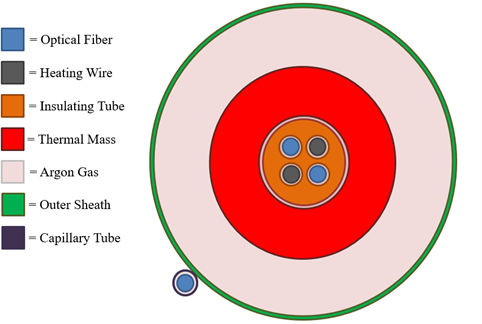 = Optical Fiber
= Heating Wire
= Insulating Tube
= Thermal Mass
= Argon Gas
= Outer Sheath
= Capillary Tube